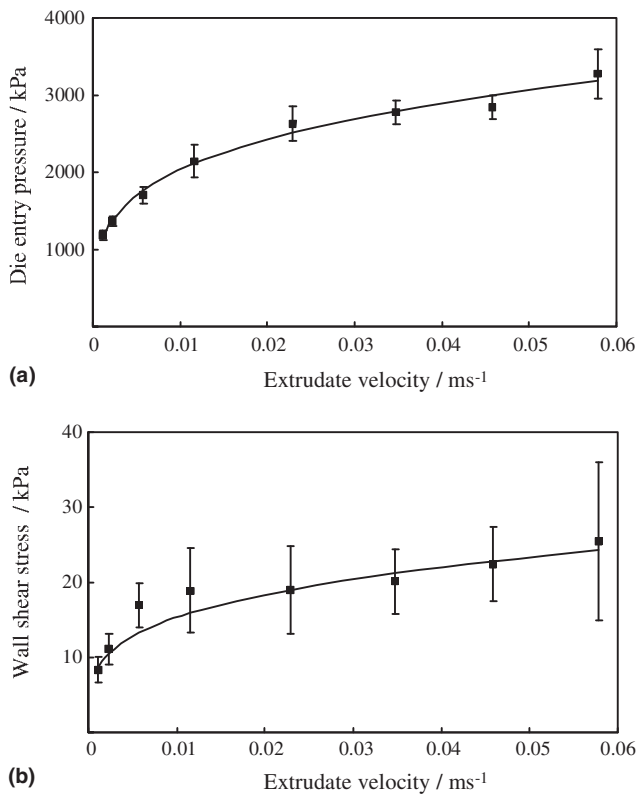 4000
3000
2000
1000
Die entry pressure / kPa
0 0.01 0.02 0.03 0.04 0.05 0.06
(a) Extrudate velocity / ms-1
40
30
20
10
Wall shear stress / kPa
0 0.01 0.02 0.03 0.04 0.05 0.06
(b) Extrudate velocity / ms-1